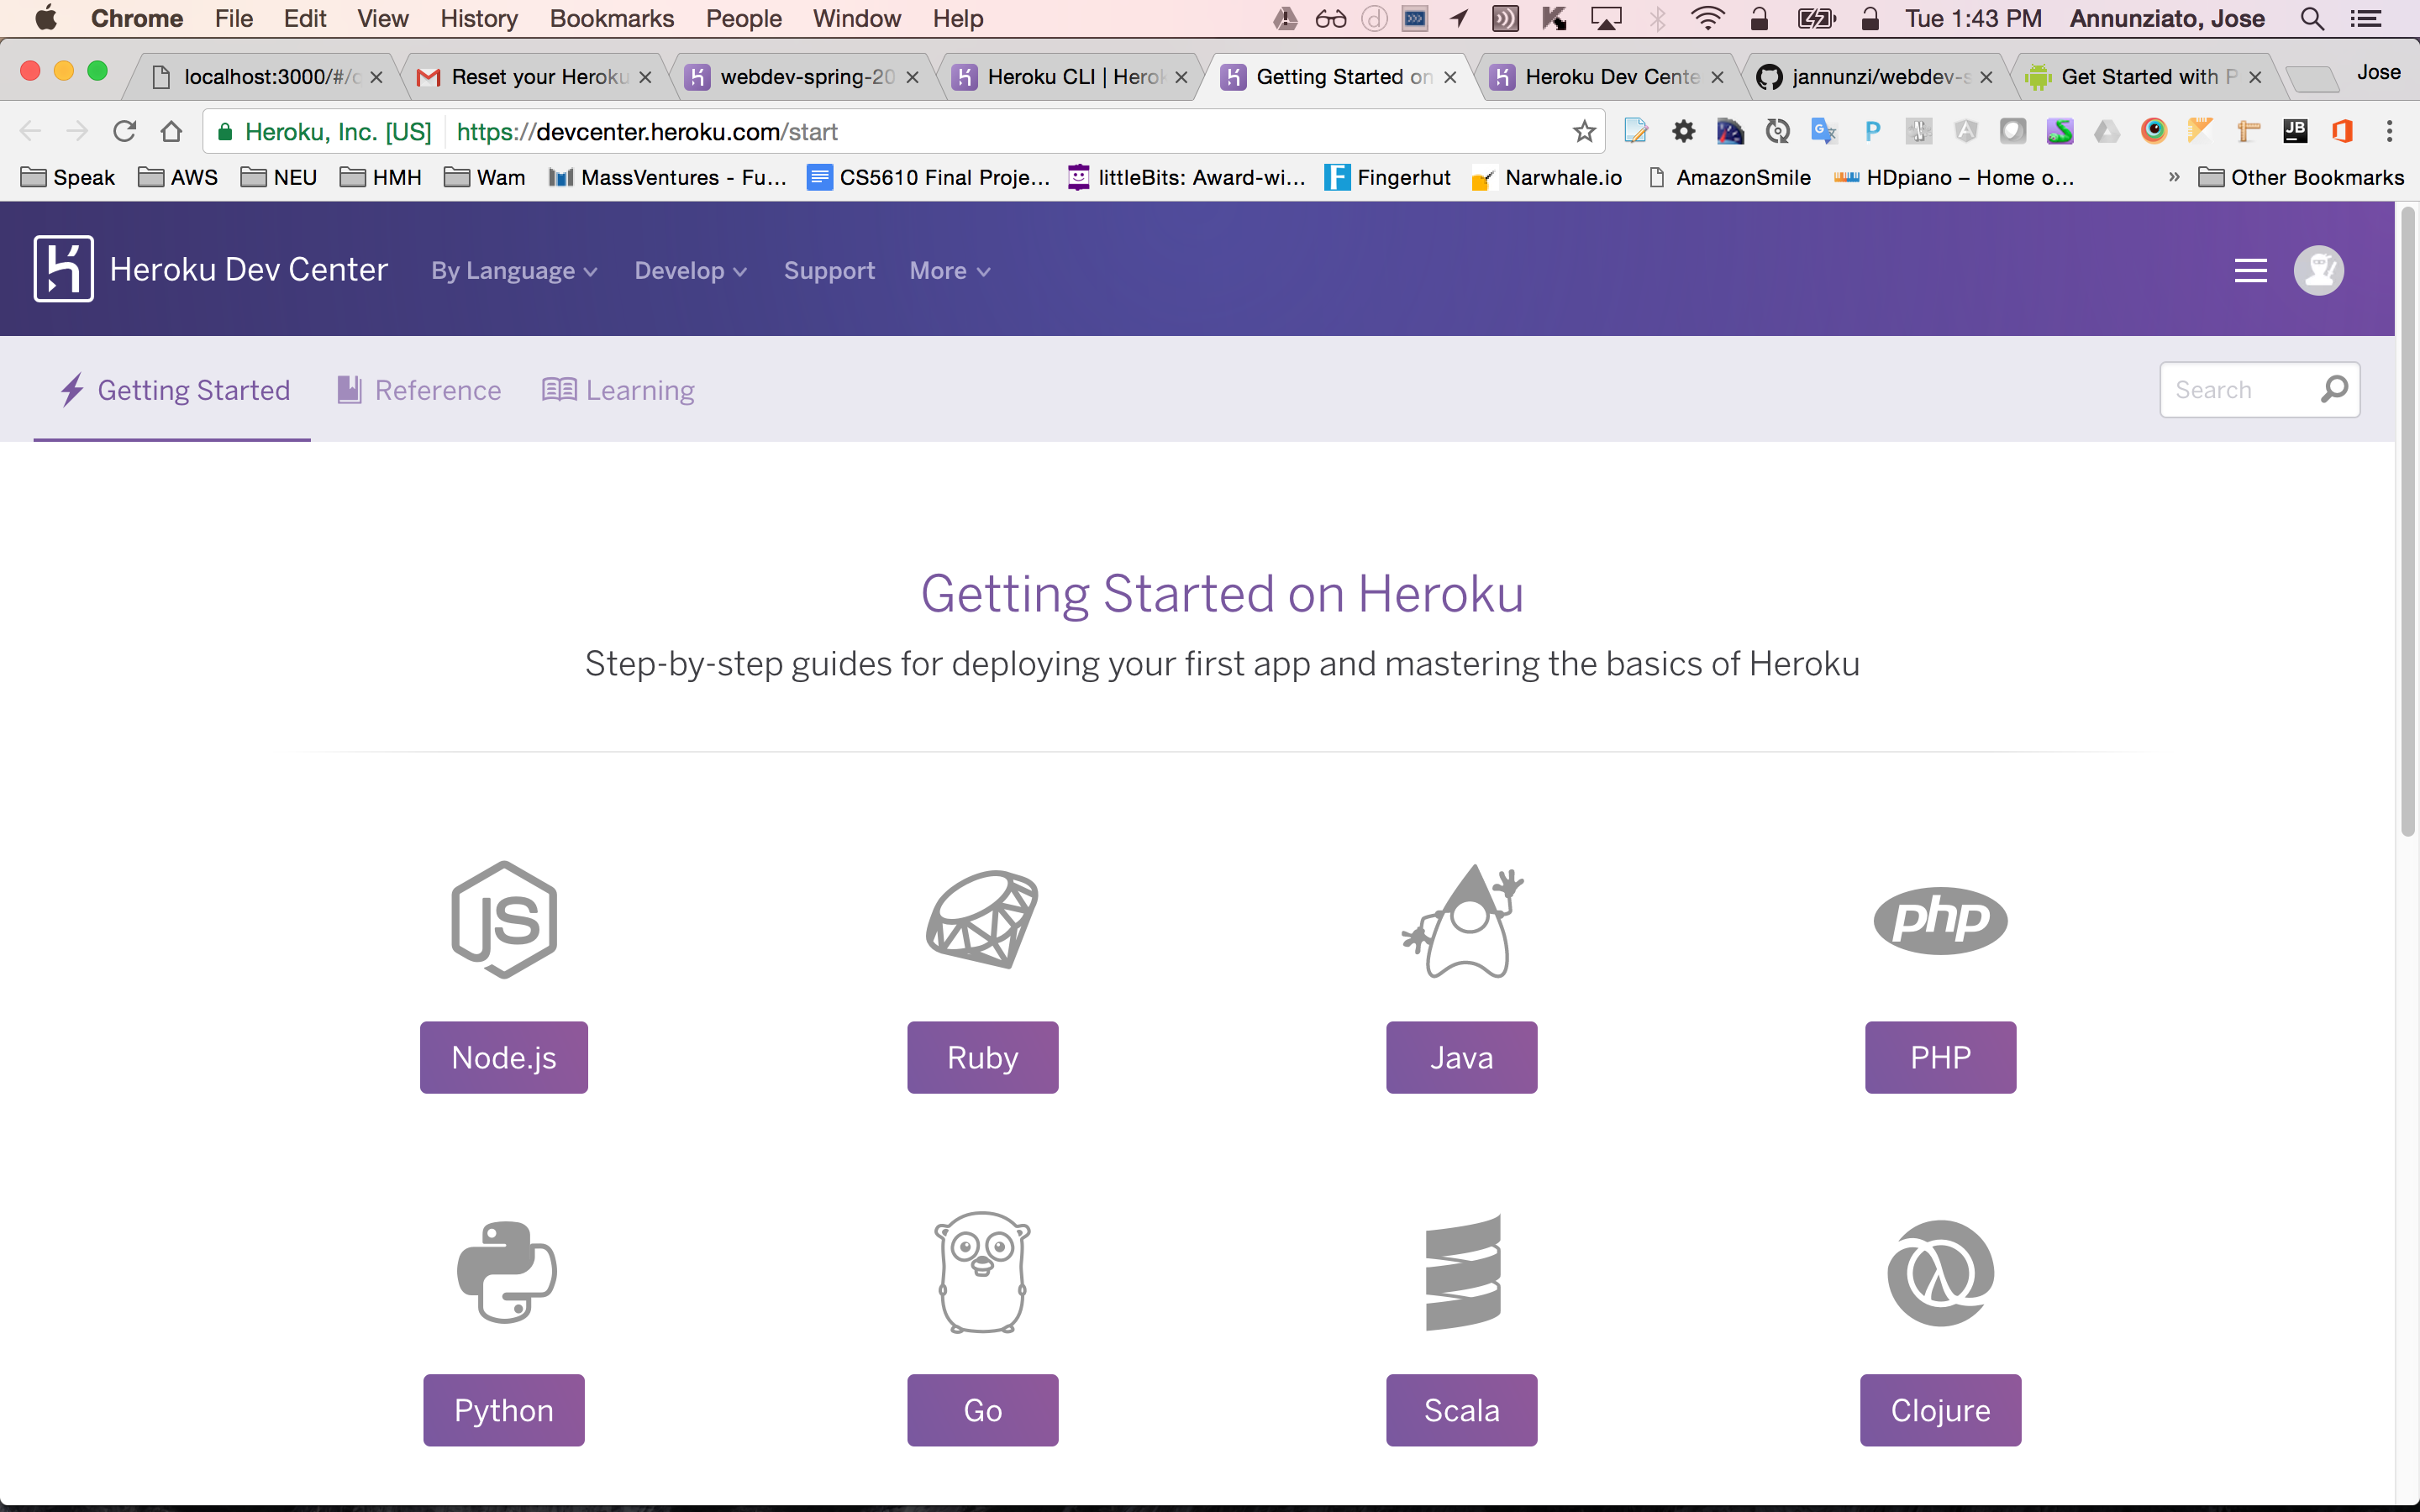 Chrome File Edit View History Bookmarks People Window Help Tue 1:43 PM Annunziato, Jose
localhost:3000/#/ Reset your Heroku webdev-spring-20 Heroku CLI | Herok Getting Started on Heroku Dev Cente jannunzi/webdev-s Get Started with P Jose
Heroku, Inc. [US] https://devcenter.heroku.com/start
Speak AWS NEU HMH Wam MassVentures - Fu... CS5610 Final Proje... littleBits: Award-wi... Fingerhut Narwhale.io AmazonSmile HDpiano – Home o... » Other Bookmarks
Heroku Dev Center By Language Develop Support More
Getting Started Reference Learning Search
Getting Started on Heroku
Step-by-step guides for deploying your first app and mastering the basics of Heroku
JS php
Node.js Ruby Java PHP
Python Go Scala Clojure